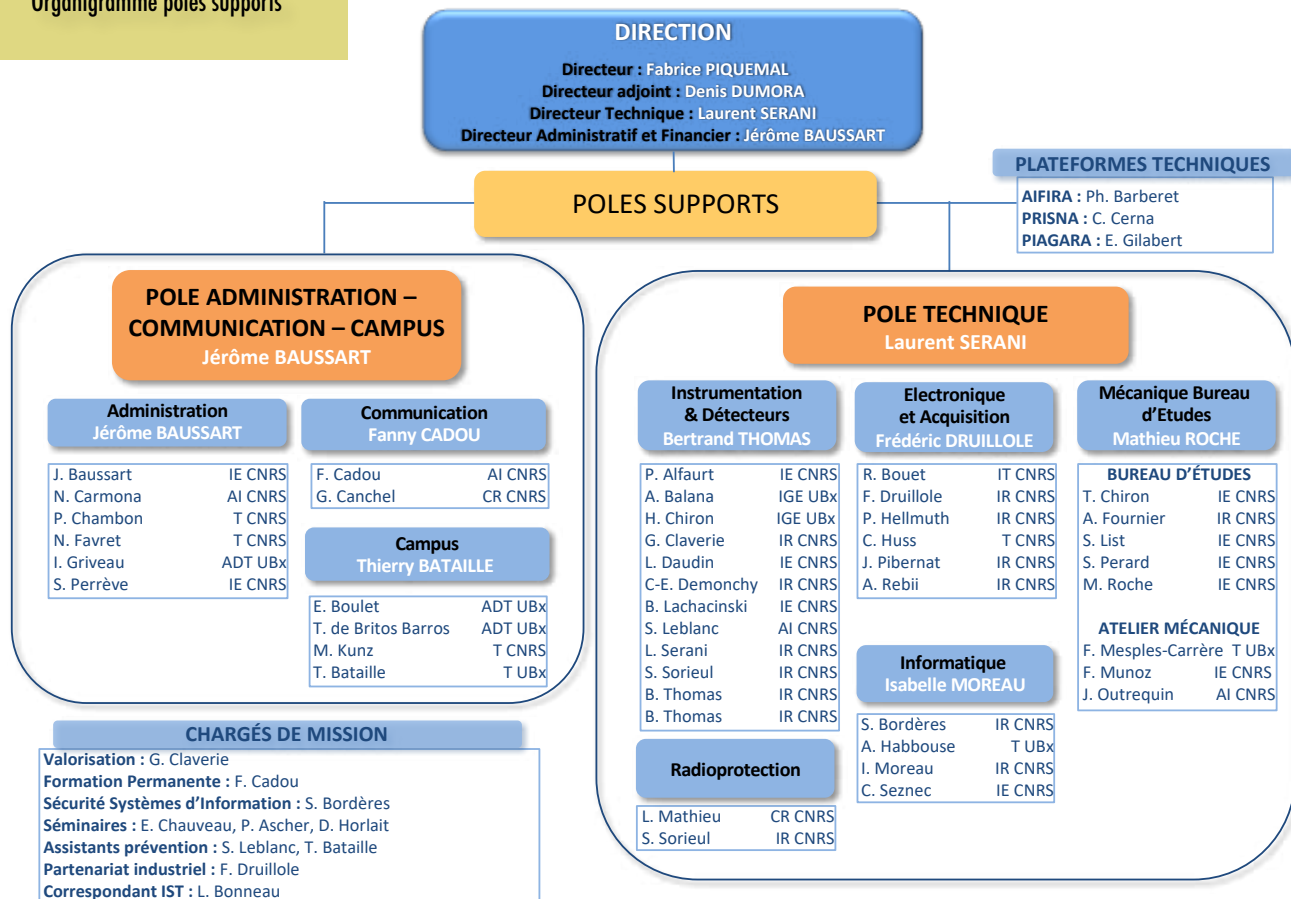 Organigramme poles supports
DIRECTION
Directeur : Fabrice PIQUEMAL
Directeur adjoint : Denis DUMORA
Directeur Technique : Laurent SERANI
Directeur Administratif et Financier : Jérôme BAUSSART
POLES SUPPORTS
PLATEFORMES TECHNIQUES
AIFIRA : Ph. Barberet
PRISNA : C. Cerna
PIAGARA : E. Gilabert
POLE ADMINISTRATION –
COMMUNICATION – CAMPUS
Jérôme BAUSSART
Administration
Jérôme BAUSSART
J. Baussart IE CNRS
N. Carmona AI CNRS
P. Chambon T CNRS
N. Favret T CNRS
I. Griveau ADT UBx
S. Perrève IE CNRS
Communication
Fanny CADOU
F. Cadou AI CNRS
G. Canchel CR CNRS
Campus
Thierry BATAILLE
E. Boulet ADT UBx
T. de Britos Barros ADT UBx
M. Kunz T CNRS
T. Bataille T UBx
CHARGÉS DE MISSION
Valorisation : G. Claverie
Formation Permanente : F. Cadou
Sécurité Systèmes d'Information : S. Bordères
Séminaires : E. Chauveau, P. Ascher, D. Horlait
Assistants prévention : S. Leblanc, T. Bataille
Partenariat industriel : F. Druillole
Correspondant IST : L. Bonneau
POLE TECHNIQUE
Laurent SERANI
Instrumentation
& Détecteurs
Bertrand THOMAS
P. Alfaurt IE CNRS
A. Balana IGE UBx
H. Chiron IGE UBx
G. Claverie IR CNRS
L. Daudin IE CNRS
C-E. Demonchy IR CNRS
B. Lachacinski IE CNRS
S. Leblanc AI CNRS
L. Serani IR CNRS
S. Sorieul IR CNRS
B. Thomas IR CNRS
B. Thomas IR CNRS
Radioprotection
L. Mathieu CR CNRS
S. Sorieul IR CNRS
Electronique
et Acquisition
Frédéric DRUILLOLE
R. Bouet IT CNRS
F. Druillole IR CNRS
P. Hellmuth IR CNRS
C. Huss T CNRS
J. Pibernat IR CNRS
A. Rebii IR CNRS
Informatique
Isabelle MOREAU
S. Bordères IR CNRS
A. Habbouse T UBx
I. Moreau IR CNRS
C. Seznec IE CNRS
Mécanique Bureau
d'Etudes
Mathieu ROCHE
BUREAU D'ÉTUDES
T. Chiron IE CNRS
A. Fournier IR CNRS
S. List IE CNRS
S. Perard IE CNRS
M. Roche IE CNRS
ATELIER MÉCANIQUE
F. Mesples-Carrère T UBx
F. Munoz IE CNRS
J. Outrequin AI CNRS